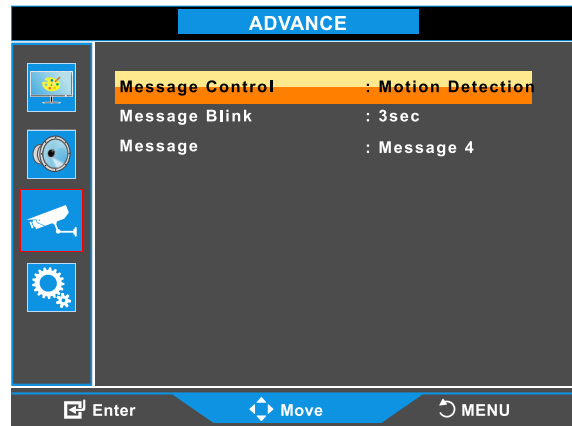 ADVANCE
Message Control : Motion Detection
Message Blink : 3sec
Message : Message 4
Enter Move MENU